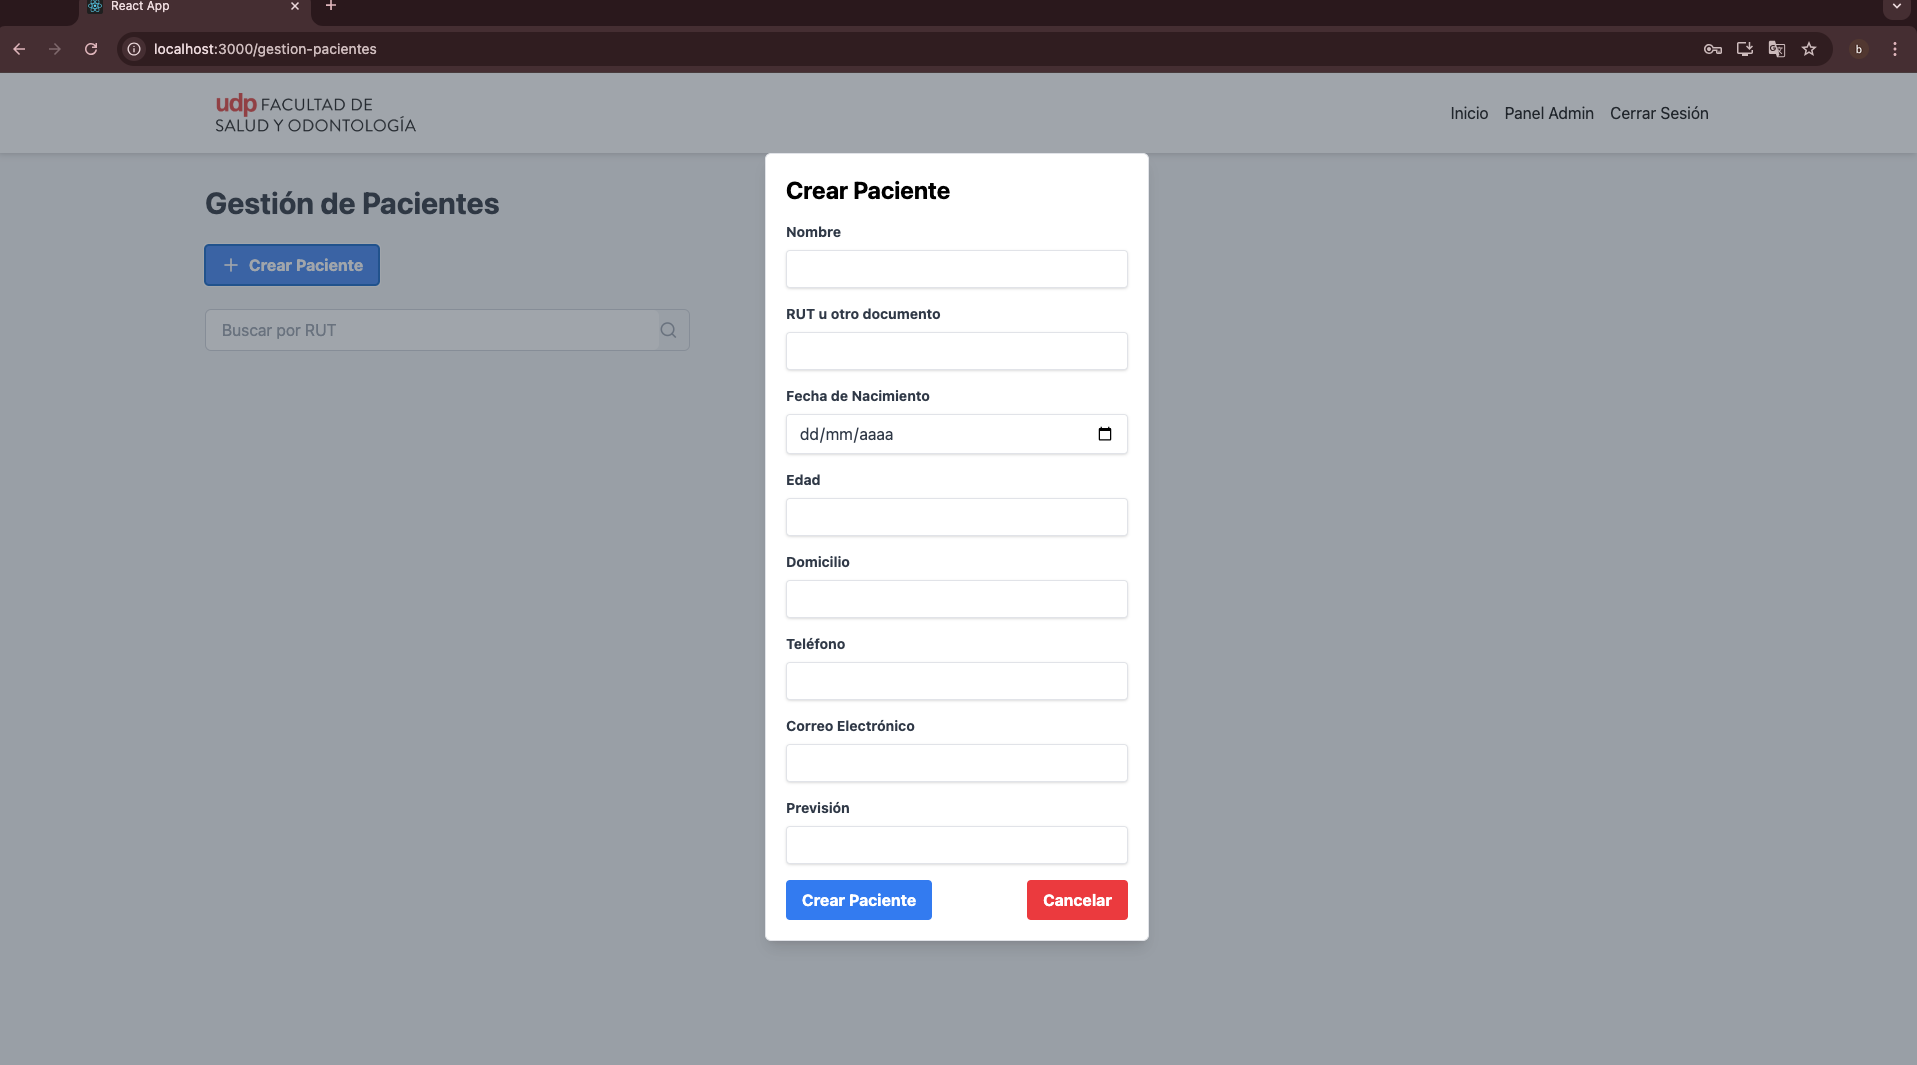 React App
localhost:3000/gestion-pacientes
b
udp FACULTAD DE
SALUD Y ODONTOLOGÍA
Inicio Panel Admin Cerrar Sesión
Gestión de Pacientes
+ Crear Paciente
Buscar por RUT
Crear Paciente
Nombre
RUT u otro documento
Fecha de Nacimiento
dd/mm/aaaa
Edad
Domicilio
Teléfono
Correo Electrónico
Previsión
Crear Paciente Cancelar